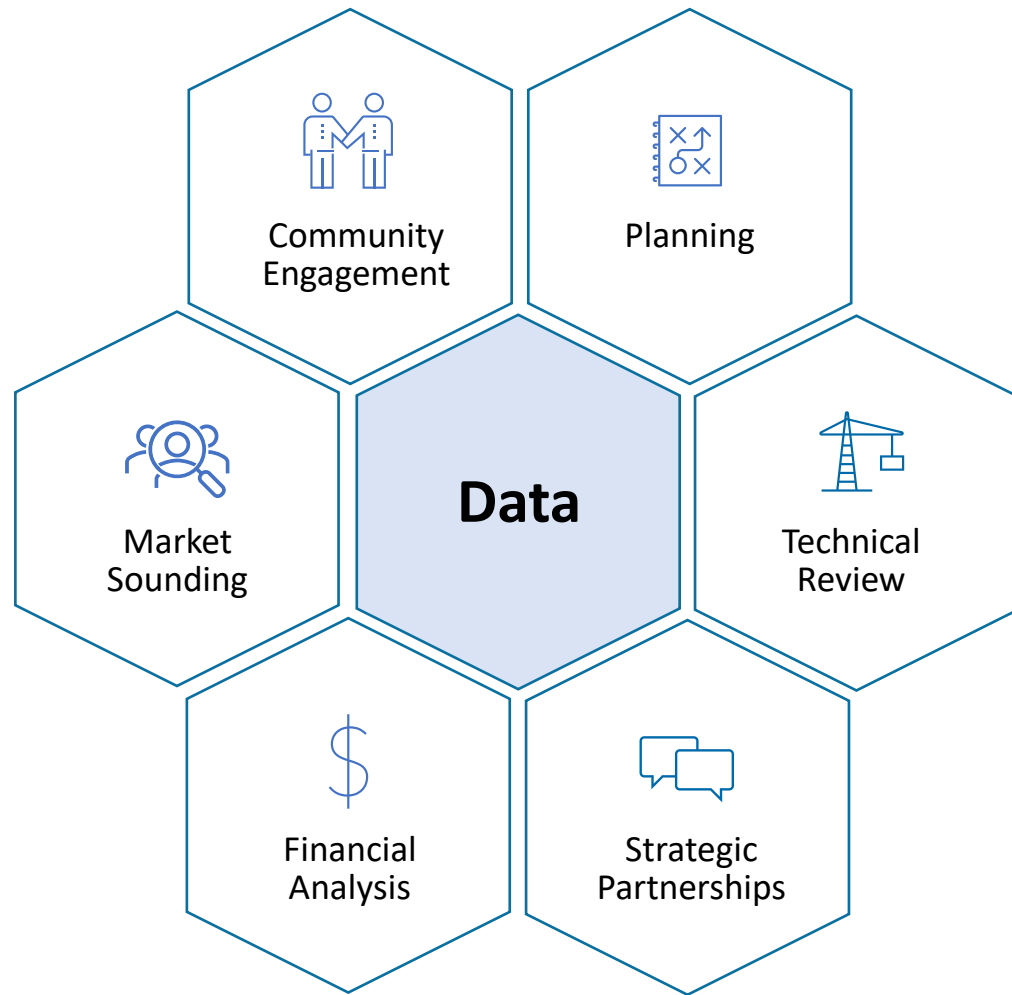 Community
Engagement
Planning
Market
Sounding
Data
Technical
Review
Financial
Analysis
Strategic
Partnerships